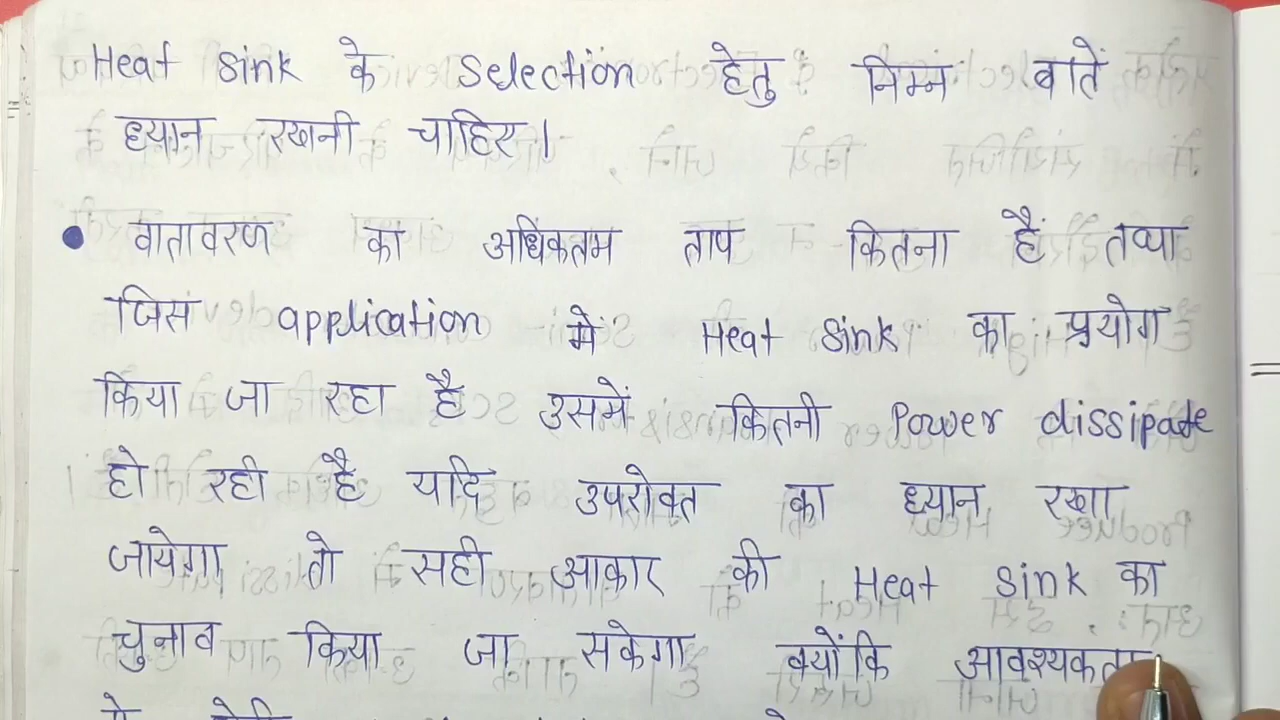 Heat Sink के Selection हेतु निम्न बातें
ध्यान रखनी चाहिए।
• वातावरण का अधिकतम ताप कितना है तथा
जिस application में Heat Sink का प्रयोग
किया जा रहा है उसमें कितनी Power dissipate
हो रही है यदि उपरोक्त का ध्यान रखा
जायेगा तो सही आकार की Heat Sink का
चुनाव किया जा सकेगा क्योंकि आवश्यकता